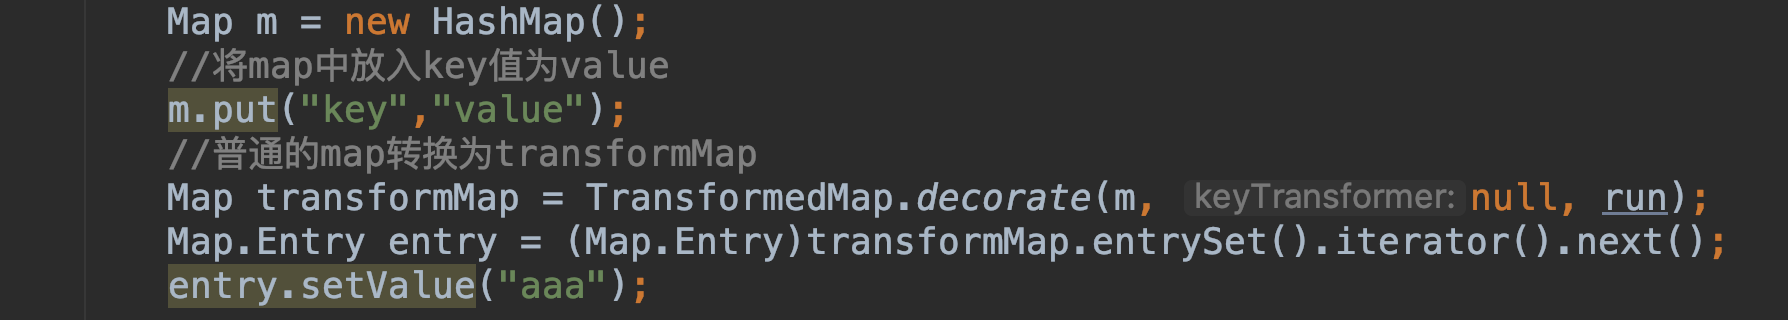 Map m = new HashMap();
//将map中放入key值为value
m.put("key","value");
//普通的map转换为transformMap
Map transformMap = TransformedMap.decorate(m, keyTransformer: null, run);
Map.Entry entry = (Map.Entry)transformMap.entrySet().iterator().next();
entry.setValue("aaa");